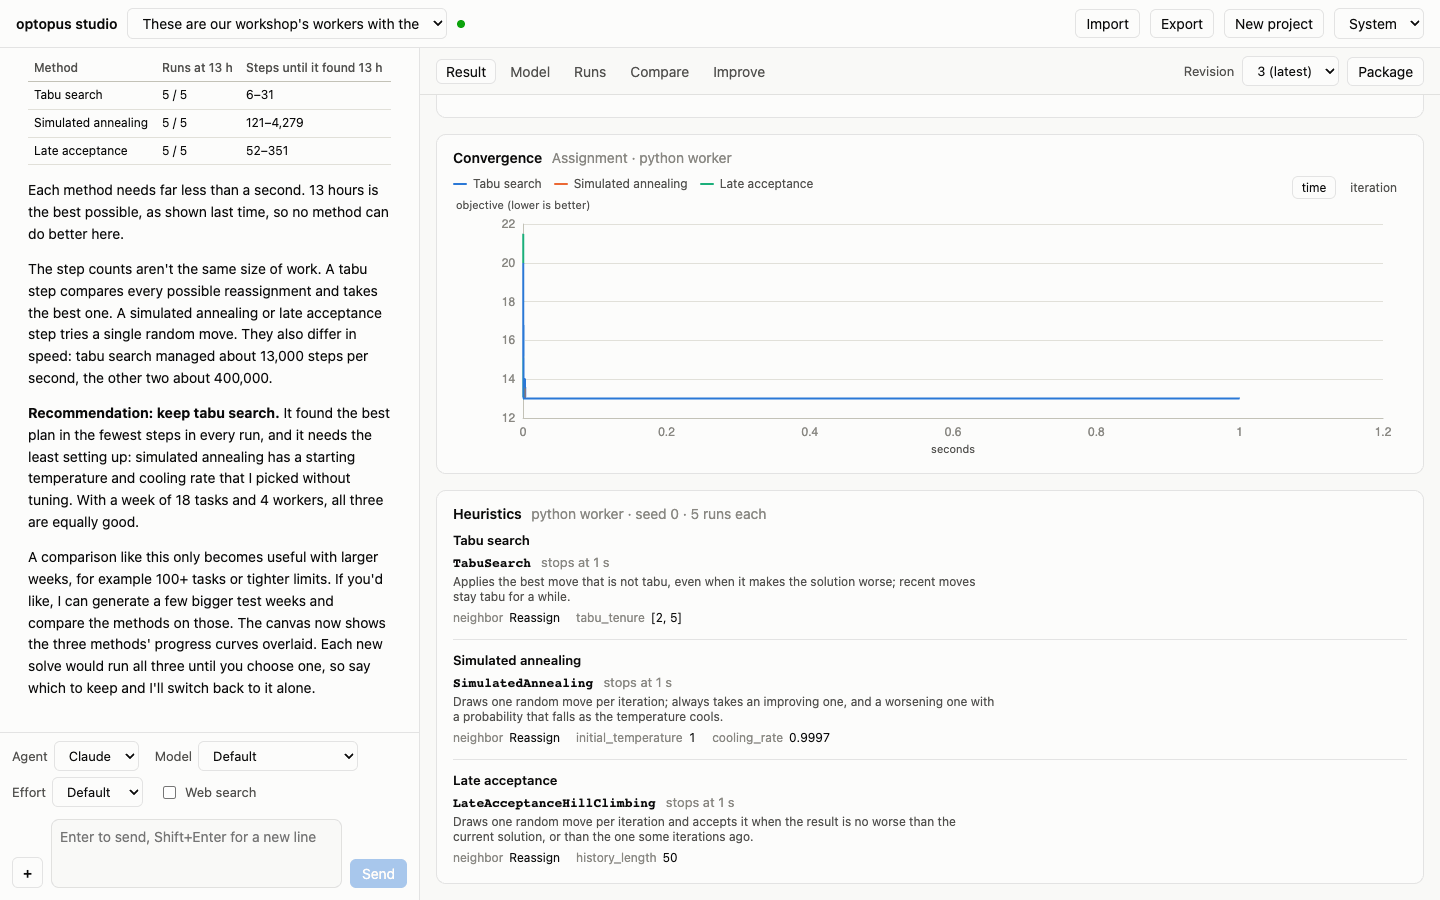 optopus studio
These are our workshop's workers with the
Import
Export
New project
System
Method Runs at 13 h Steps until it found 13 h
Tabu search 5 / 5 6–31
Simulated annealing 5 / 5 121–4,279
Late acceptance 5 / 5 52–351
Each method needs far less than a second. 13 hours is
the best possible, as shown last time, so no method can
do better here.
The step counts aren't the same size of work. A tabu
step compares every possible reassignment and takes
the best one. A simulated annealing or late acceptance
step tries a single random move. They also differ in
speed: tabu search managed about 13,000 steps per
second, the other two about 400,000.
Recommendation: keep tabu search. It found the best
plan in the fewest steps in every run, and it needs the
least setting up: simulated annealing has a starting
temperature and cooling rate that I picked without
tuning. With a week of 18 tasks and 4 workers, all three
are equally good.
A comparison like this only becomes useful with larger
weeks, for example 100+ tasks or tighter limits. If you'd
like, I can generate a few bigger test weeks and
compare the methods on those. The canvas now shows
the three methods' progress curves overlaid. Each new
solve would run all three until you choose one, so say
which to keep and I'll switch back to it alone.
Agent Claude Model Default
Effort Default Web search
Enter to send, Shift+Enter for a new line
+
Send
Result Model Runs Compare Improve
Revision 3 (latest) Package
Convergence Assignment · python worker
Tabu search Simulated annealing Late acceptance
time iteration
objective (lower is better)
22
20
18
16
14
12
0 0.2 0.4 0.6 0.8 1 1.2
seconds
Heuristics python worker · seed 0 · 5 runs each
Tabu search
TabuSearch stops at 1 s
Applies the best move that is not tabu, even when it makes the solution worse; recent moves
stay tabu for a while.
neighbor Reassign tabu_tenure [2, 5]
Simulated annealing
SimulatedAnnealing stops at 1 s
Draws one random move per iteration; always takes an improving one, and a worsening one with
a probability that falls as the temperature cools.
neighbor Reassign initial_temperature 1 cooling_rate 0.9997
Late acceptance
LateAcceptanceHillClimbing stops at 1 s
Draws one random move per iteration and accepts it when the result is no worse than the
current solution, or than the one some iterations ago.
neighbor Reassign history_length 50